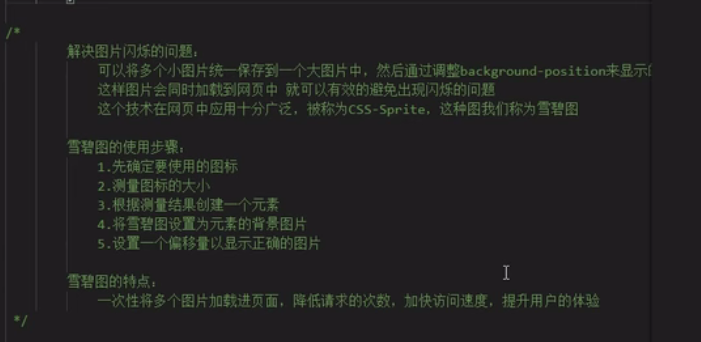 /*
解决图片闪烁的问题:
可以将多个小图片统一保存到一个大图片中, 然后通过调整background-position来显示
这样图片会同时加载到网页中 就可以有效的避免出现闪烁的问题
这个技术在网页中应用十分广泛, 被称为CSS-Sprite, 这种图我们称为雪碧图
雪碧图的使用步骤:
1.先确定要使用的图标
2.测量图标的大小
3.根据测量结果创建一个元素
4.将雪碧图设置为元素的背景图片
5.设置一个偏移量以显示正确的图片
雪碧图的特点:
一次性将多个图片加载进页面, 降低请求的次数, 加快访问速度, 提升用户的体验
*/